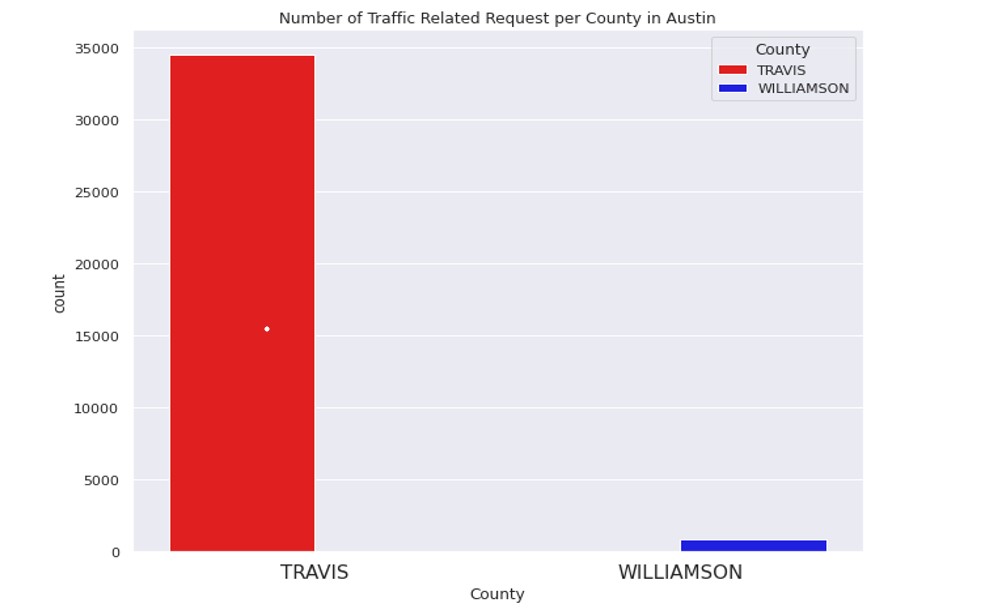 Number of Traffic Related Request per County in Austin
County
TRAVIS
WILLIAMSON
35000
30000
25000
20000
15000
10000
5000
0
count
TRAVIS
WILLIAMSON
County